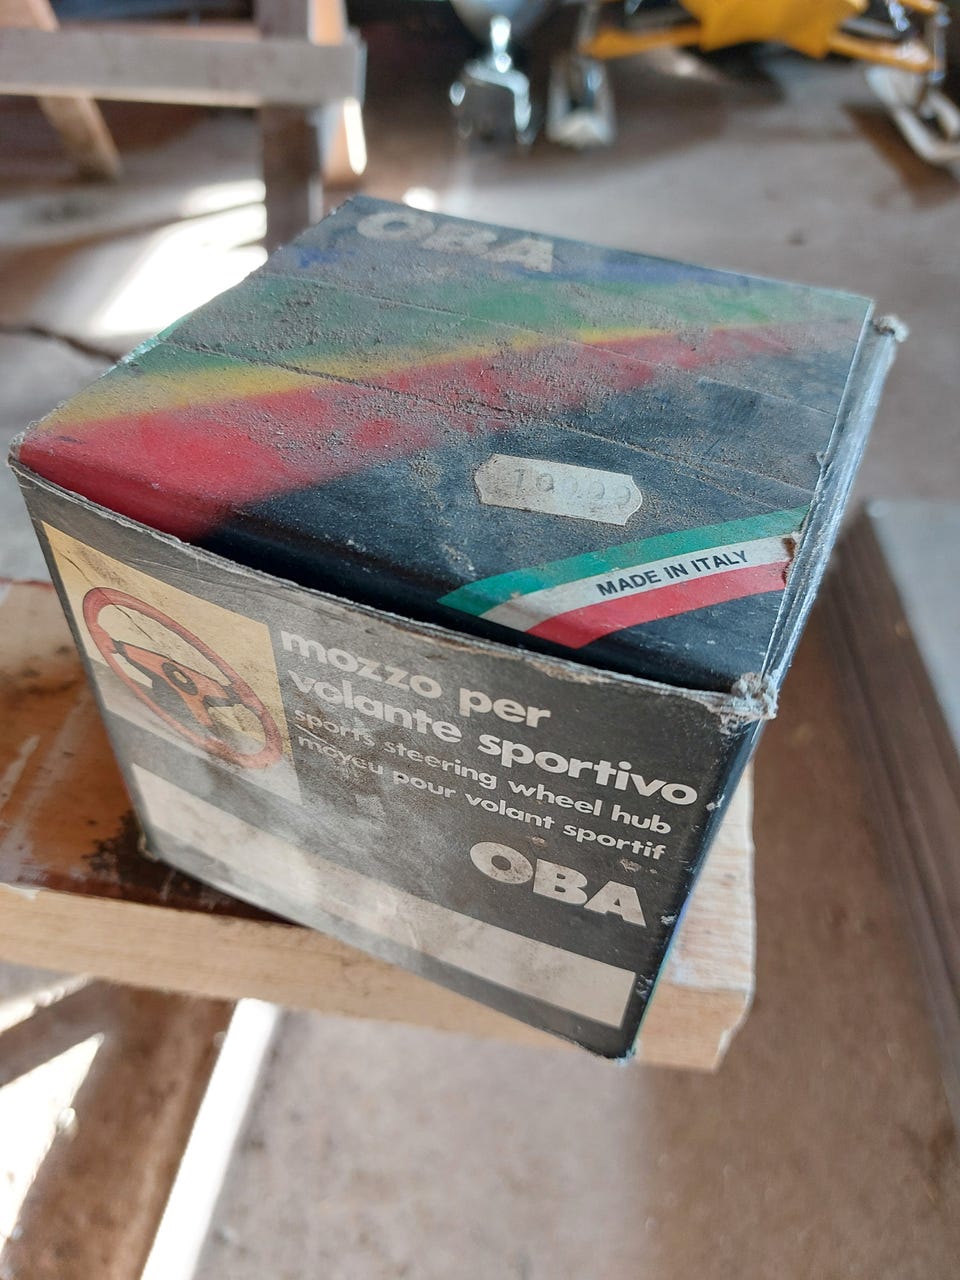 OBA
MADE IN ITALY
mozzo per
volante sportivo
sports steering wheel hub
moyeu pour volant sportif
OBA